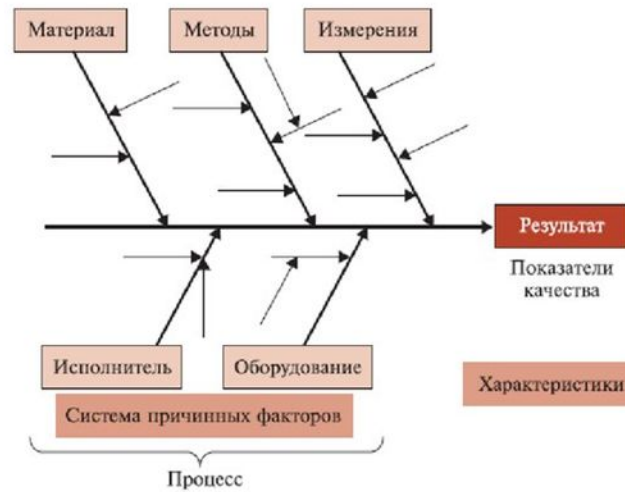 Материал
Методы
Измерения
Результат
Показатели
качества
Исполнитель
Оборудование
Характеристики
Система причинных факторов
Процесс